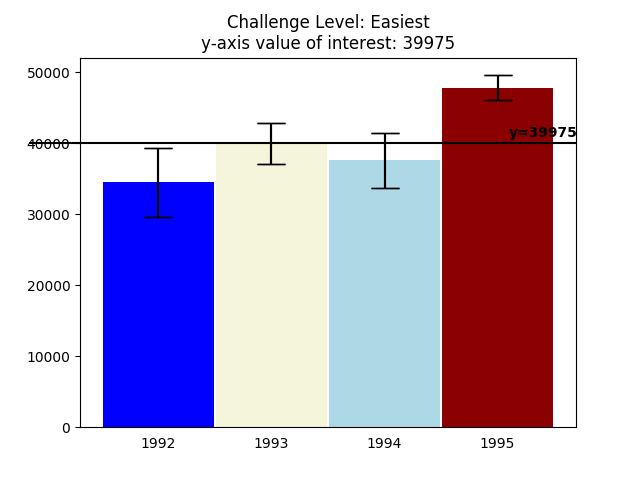 Challenge Level: Easiest
y-axis value of interest: 39975
50000
y=39975
40000
30000
20000
10000
0
1992 1993 1994 1995